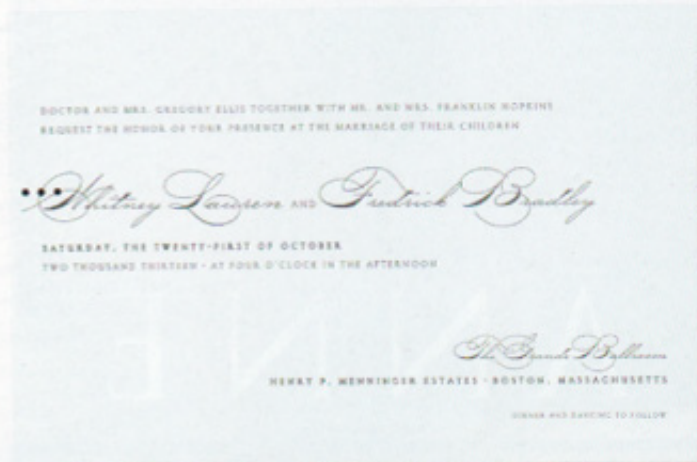 DOCTOR AND MRS. GREGORY ELLIS TOGETHER WITH MR. AND MRS. FRANKLIN HOPKINS
REQUEST THE HONOR OF YOUR PRESENCE AT THE MARRIAGE OF THEIR CHILDREN
Whitney Lauren AND Fredrick Bradley
SATURDAY, THE TWENTY-FIRST OF OCTOBER
TWO THOUSAND THIRTEEN • AT FOUR O'CLOCK IN THE AFTERNOON
The Grande Ballroom
HENRY P. MENNINGER ESTATES • BOSTON, MASSACHUSETTS
DINNER AND DANCING TO FOLLOW